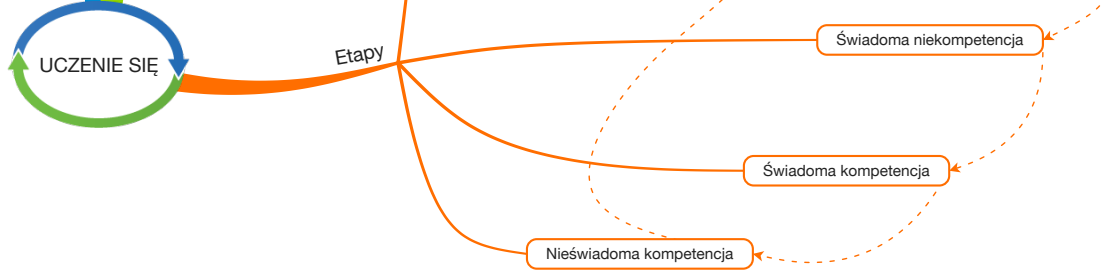 UCZENIE SIĘ
Etapy
Świadoma niekompetencja
Świadoma kompetencja
Nieświadoma kompetencja